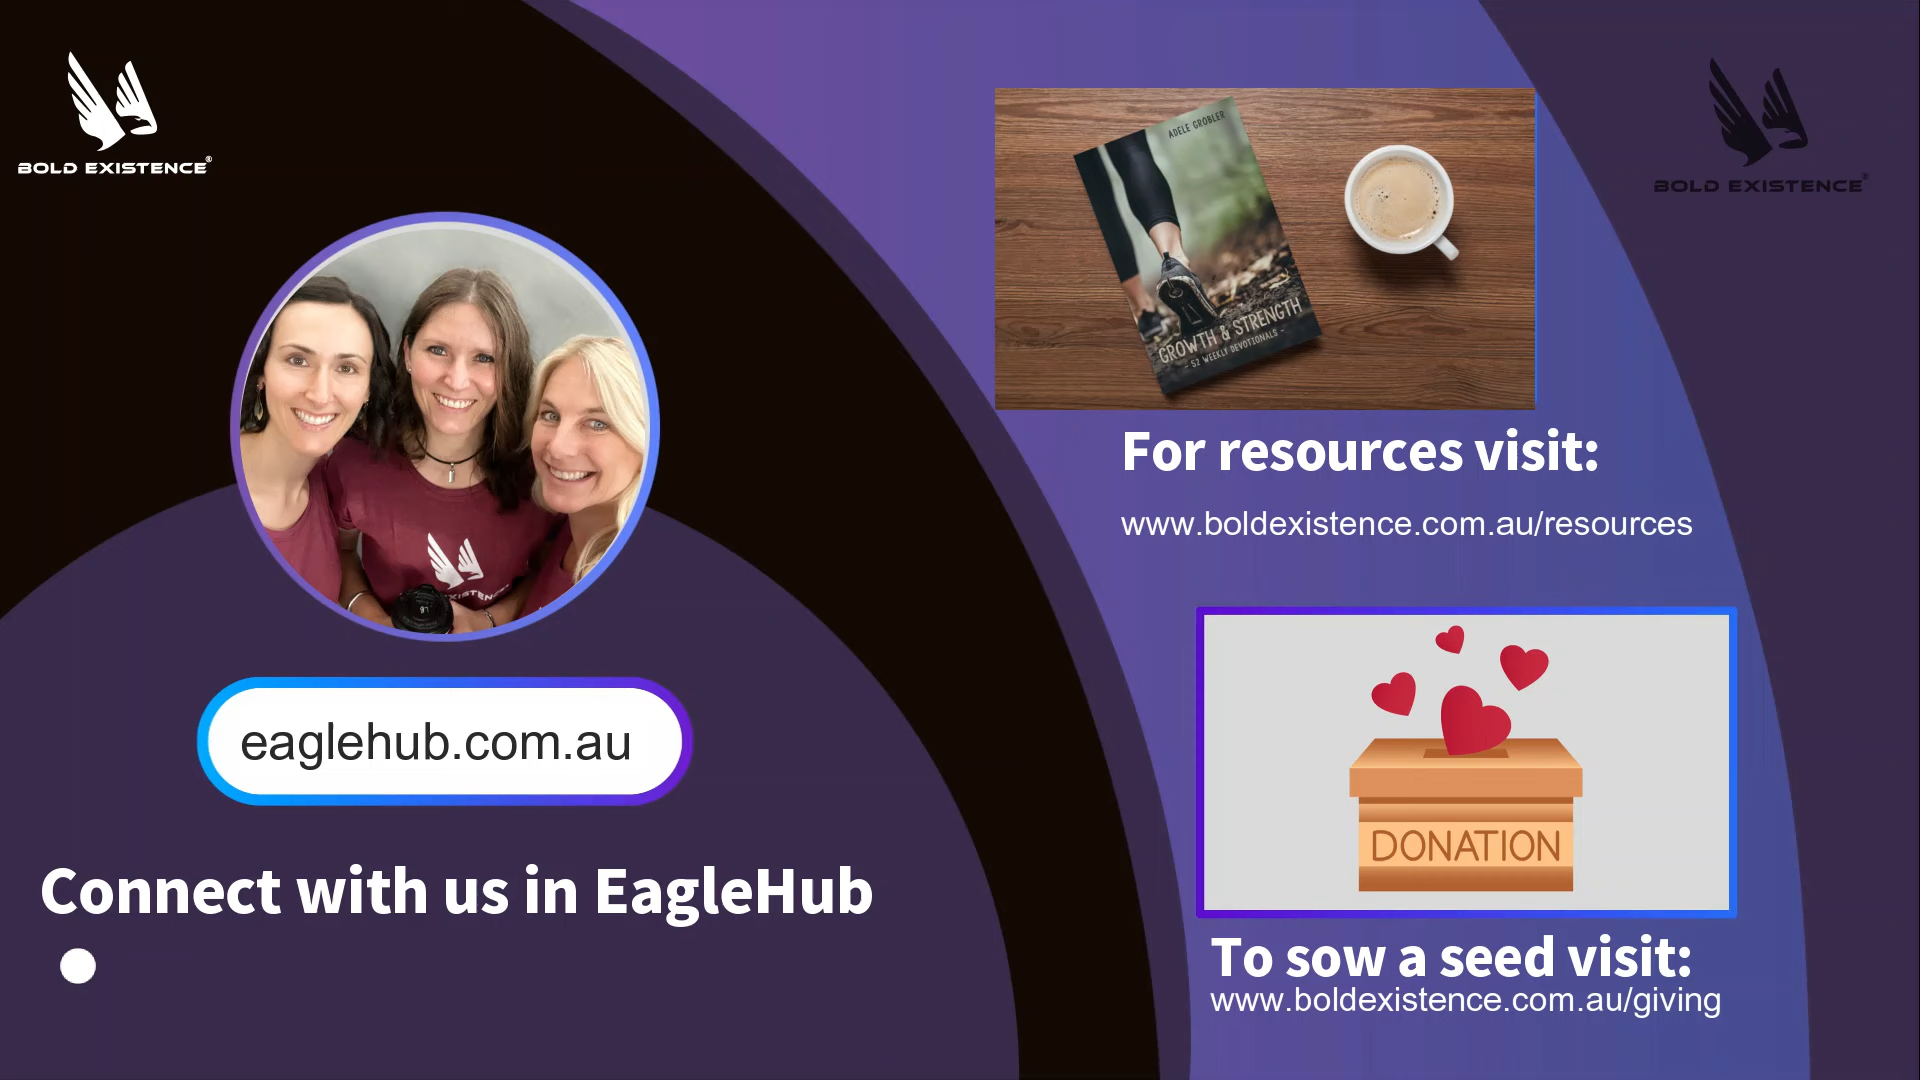 BOLD EXISTENCE®
eaglehub.com.au
Connect with us in EagleHub
ADELE GROBLER
GROWTH & STRENGTH
- 52 WEEKLY DEVOTIONALS -
For resources visit:
www.boldexistence.com.au/resources
DONATION
To sow a seed visit:
www.boldexistence.com.au/giving
BOLD EXISTENCE®